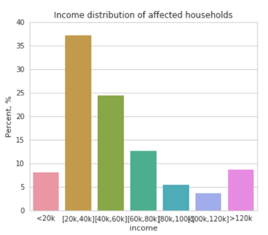 Income distribution of affected households
40
35
30
25
20
15
10
5
0
Percent, %
<20k [20k,40k][40k,60k][60k,80k][80k,100k][100k,120k] >120k
income